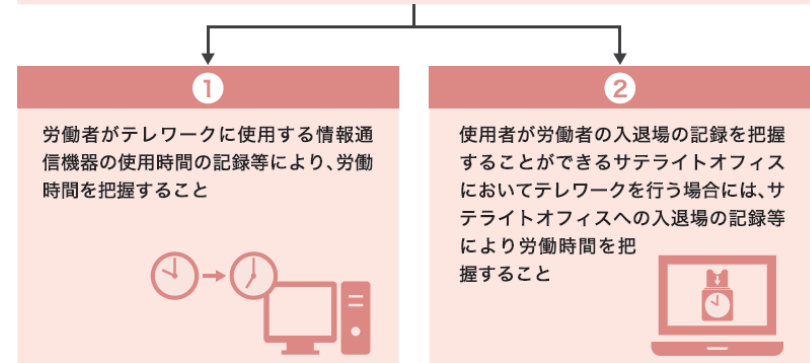 1
労働者がテレワークに使用する情報通
信機器の使用時間の記録等により、労働
時間を把握すること
2
使用者が労働者の入退場の記録を把握
することができるサテライトオフィス
においてテレワークを行う場合には、サ
テライトオフィスへの入退場の記録等
により労働時間を把
握すること